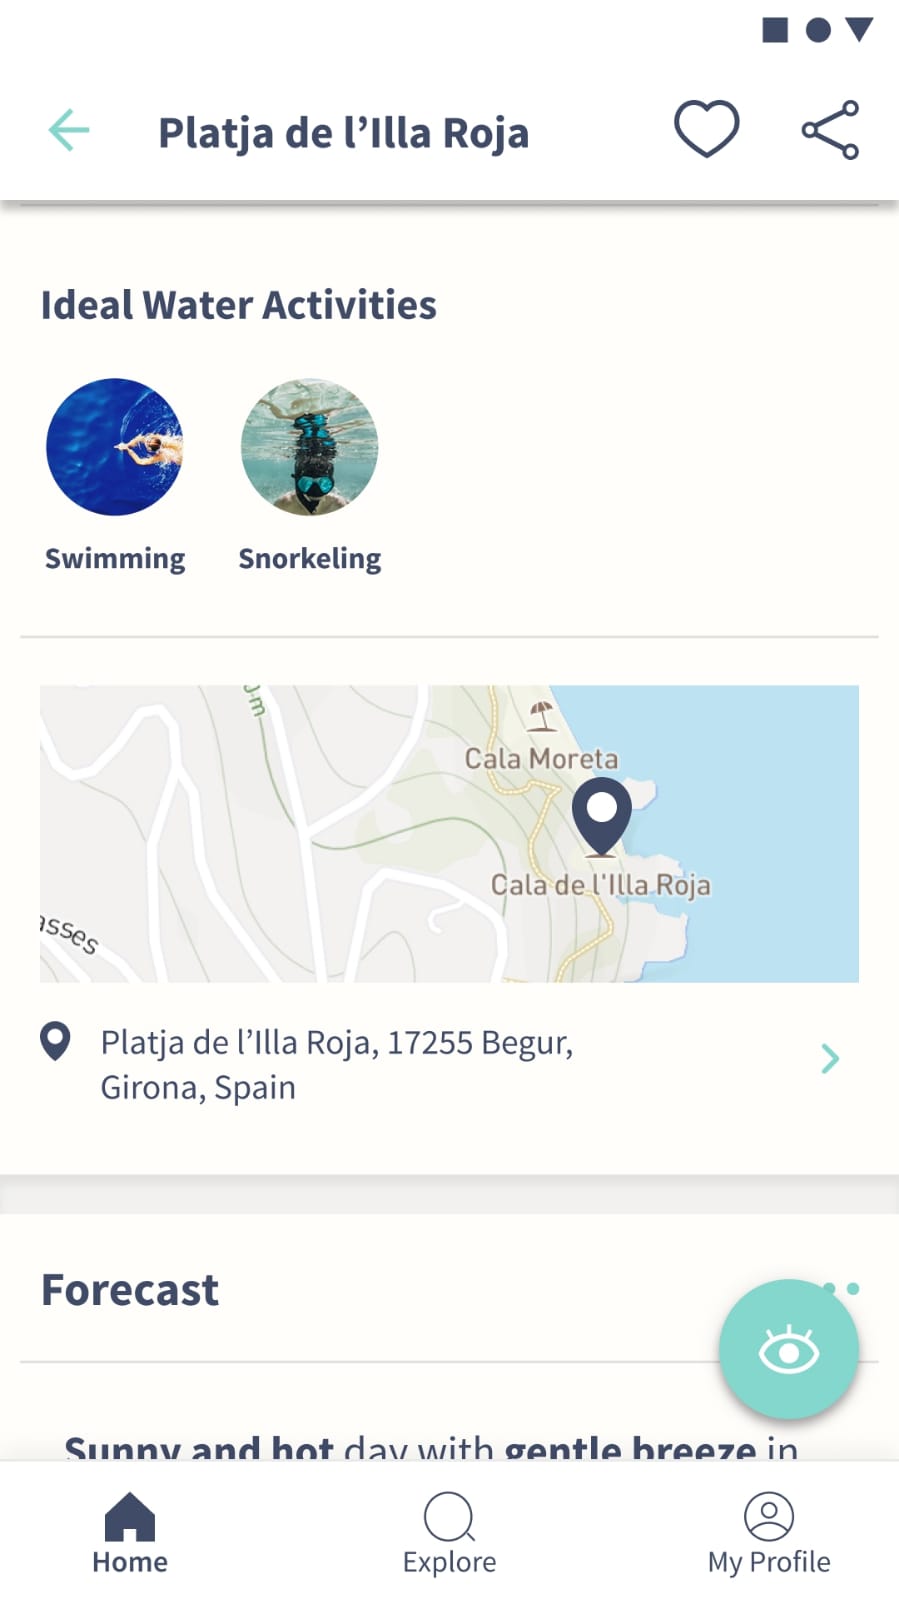 Platja de l’Illa Roja
Ideal Water Activities
Swimming
Snorkeling
Cala Moreta
Cala de l'Illa Roja
Platja de l’Illa Roja, 17255 Begur,
Girona, Spain
Forecast
Sunny and hot day with gentle breeze in
Home
Explore
My Profile